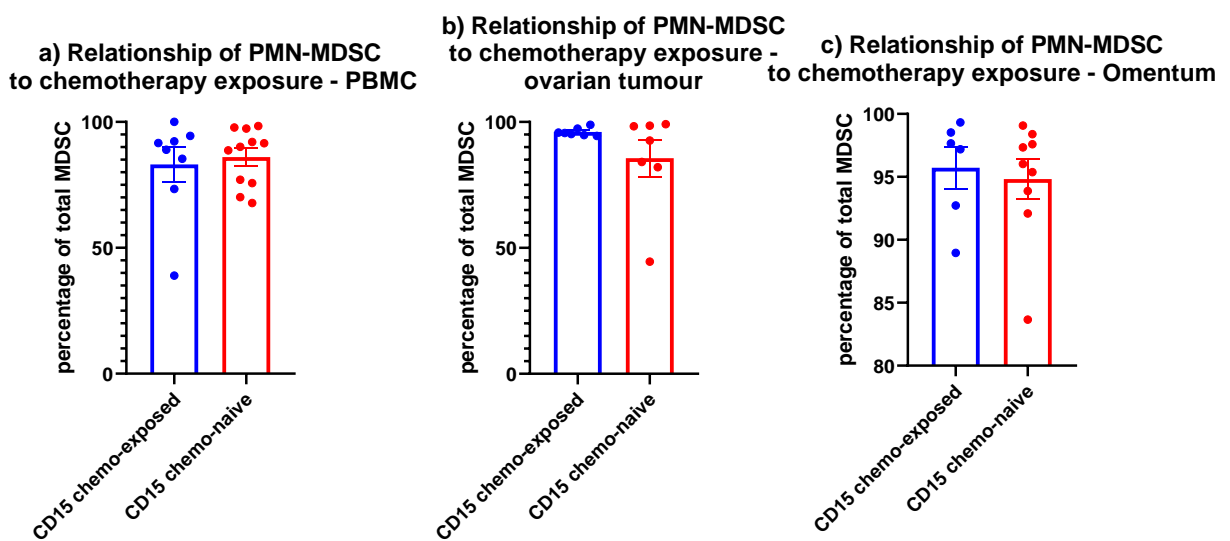 a) Relationship of PMN-MDSC
to chemotherapy exposure - PBMC
percentage of total MDSC
100
50
0
CD15 chemo-exposed
CD15 chemo-naive
b) Relationship of PMN-MDSC
to chemotherapy exposure -
ovarian tumour
percentage of total MDSC
100
50
0
CD15 chemo-exposed
CD15 chemo-naive
c) Relationship of PMN-MDSC
to chemotherapy exposure - Omentum
percentage of total MDSC
100
95
90
85
80
CD15 chemo-exposed
CD15 chemo-naive